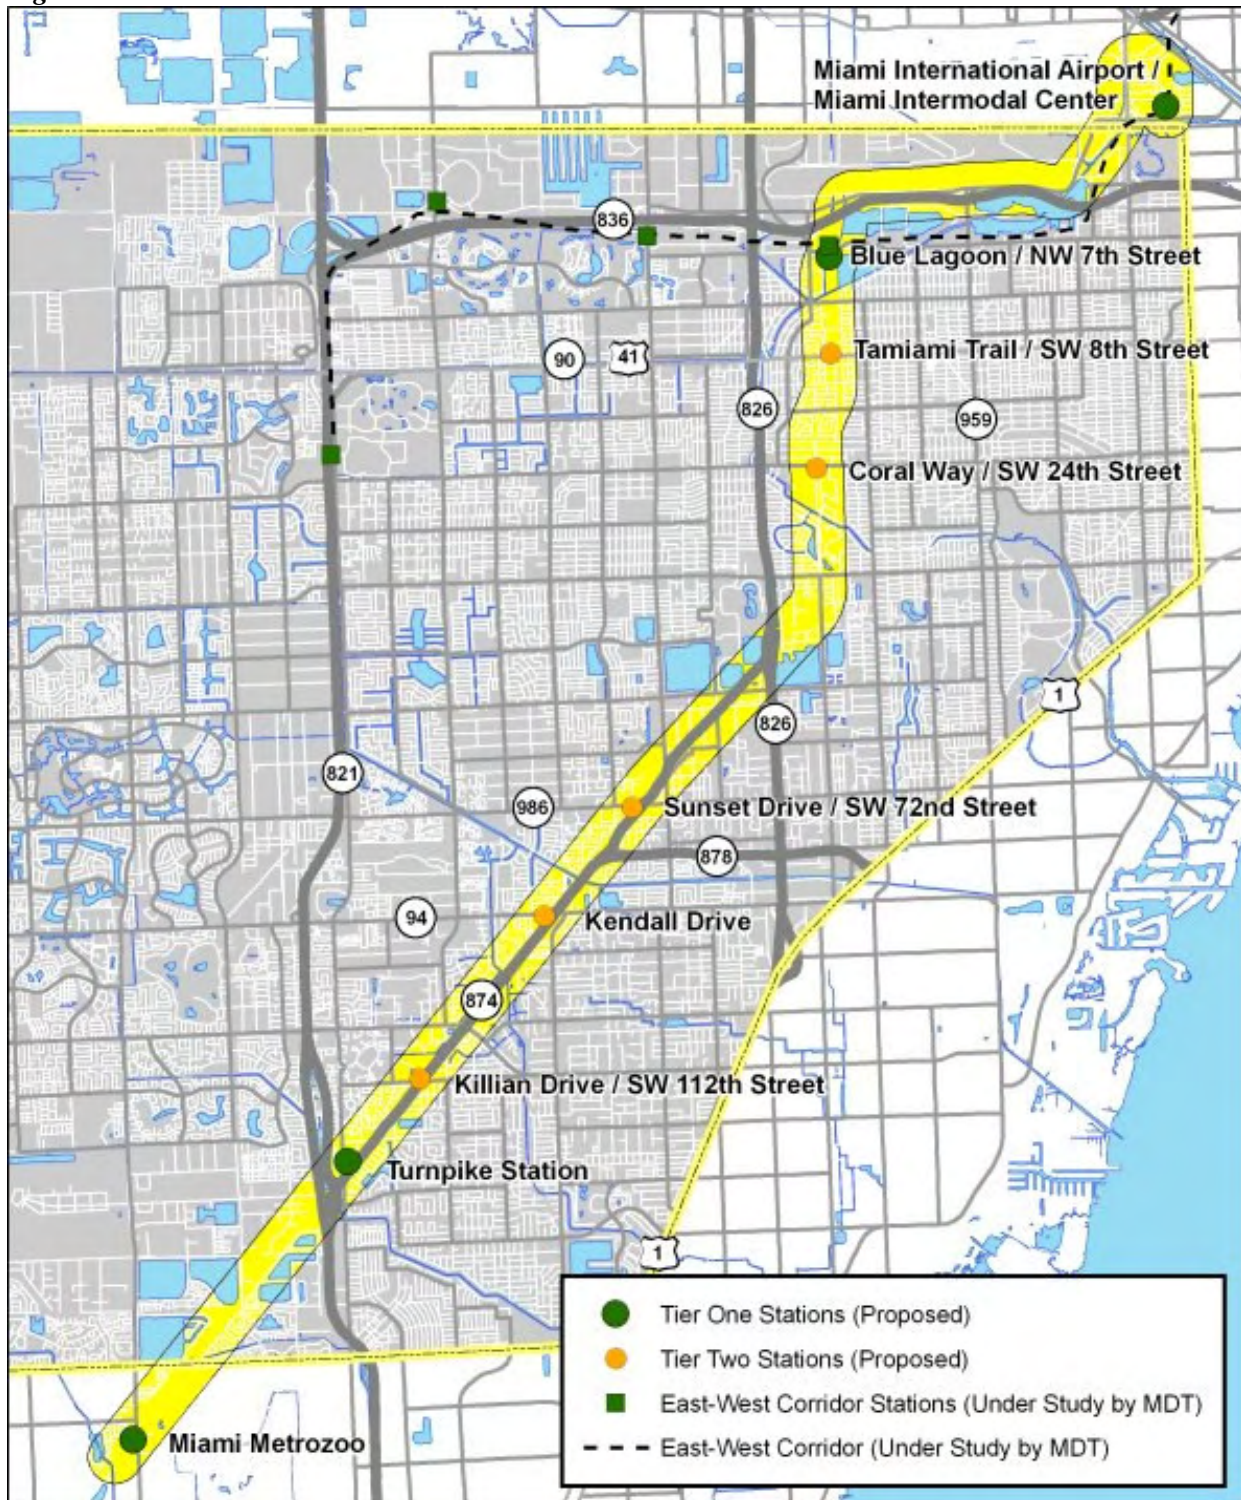 Miami International Airport /
Miami Intermodal Center
836
Blue Lagoon / NW 7th Street
90
41
Tamiami Trail / SW 8th Street
826
959
Coral Way / SW 24th Street
1
826
821
986
Sunset Drive / SW 72nd Street
878
94
Kendall Drive
874
Killian Drive / SW 112th Street
Turnpike Station
1
Tier One Stations (Proposed)
Tier Two Stations (Proposed)
East-West Corridor Stations (Under Study by MDT)
East-West Corridor (Under Study by MDT)
Miami Metrozoo